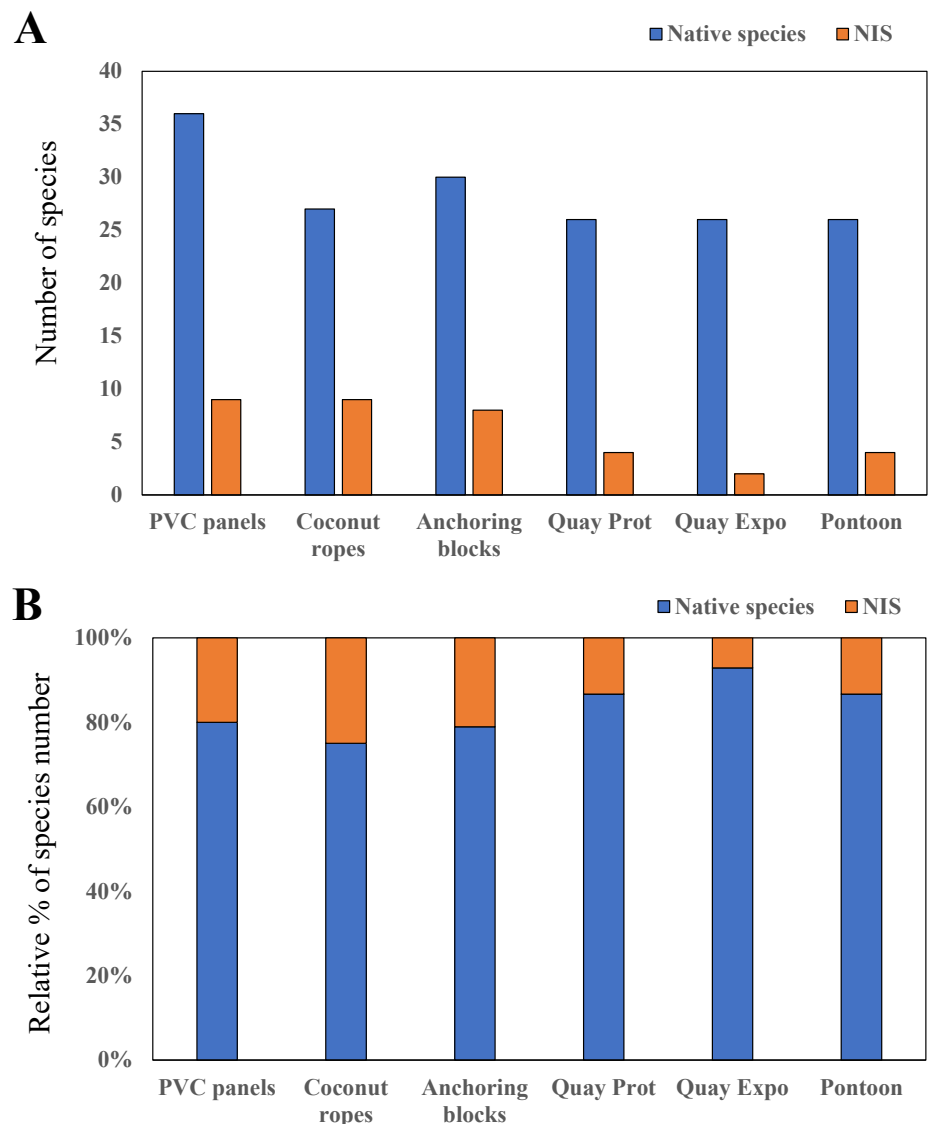 A
Native species NIS
Number of species
40
35
30
25
20
15
10
5
0
PVC panels Coconut ropes Anchoring blocks Quay Prot Quay Expo Pontoon
B
Native species NIS
Relative % of species number
100%
80%
60%
40%
20%
0%
PVC panels Coconut ropes Anchoring blocks Quay Prot Quay Expo Pontoon